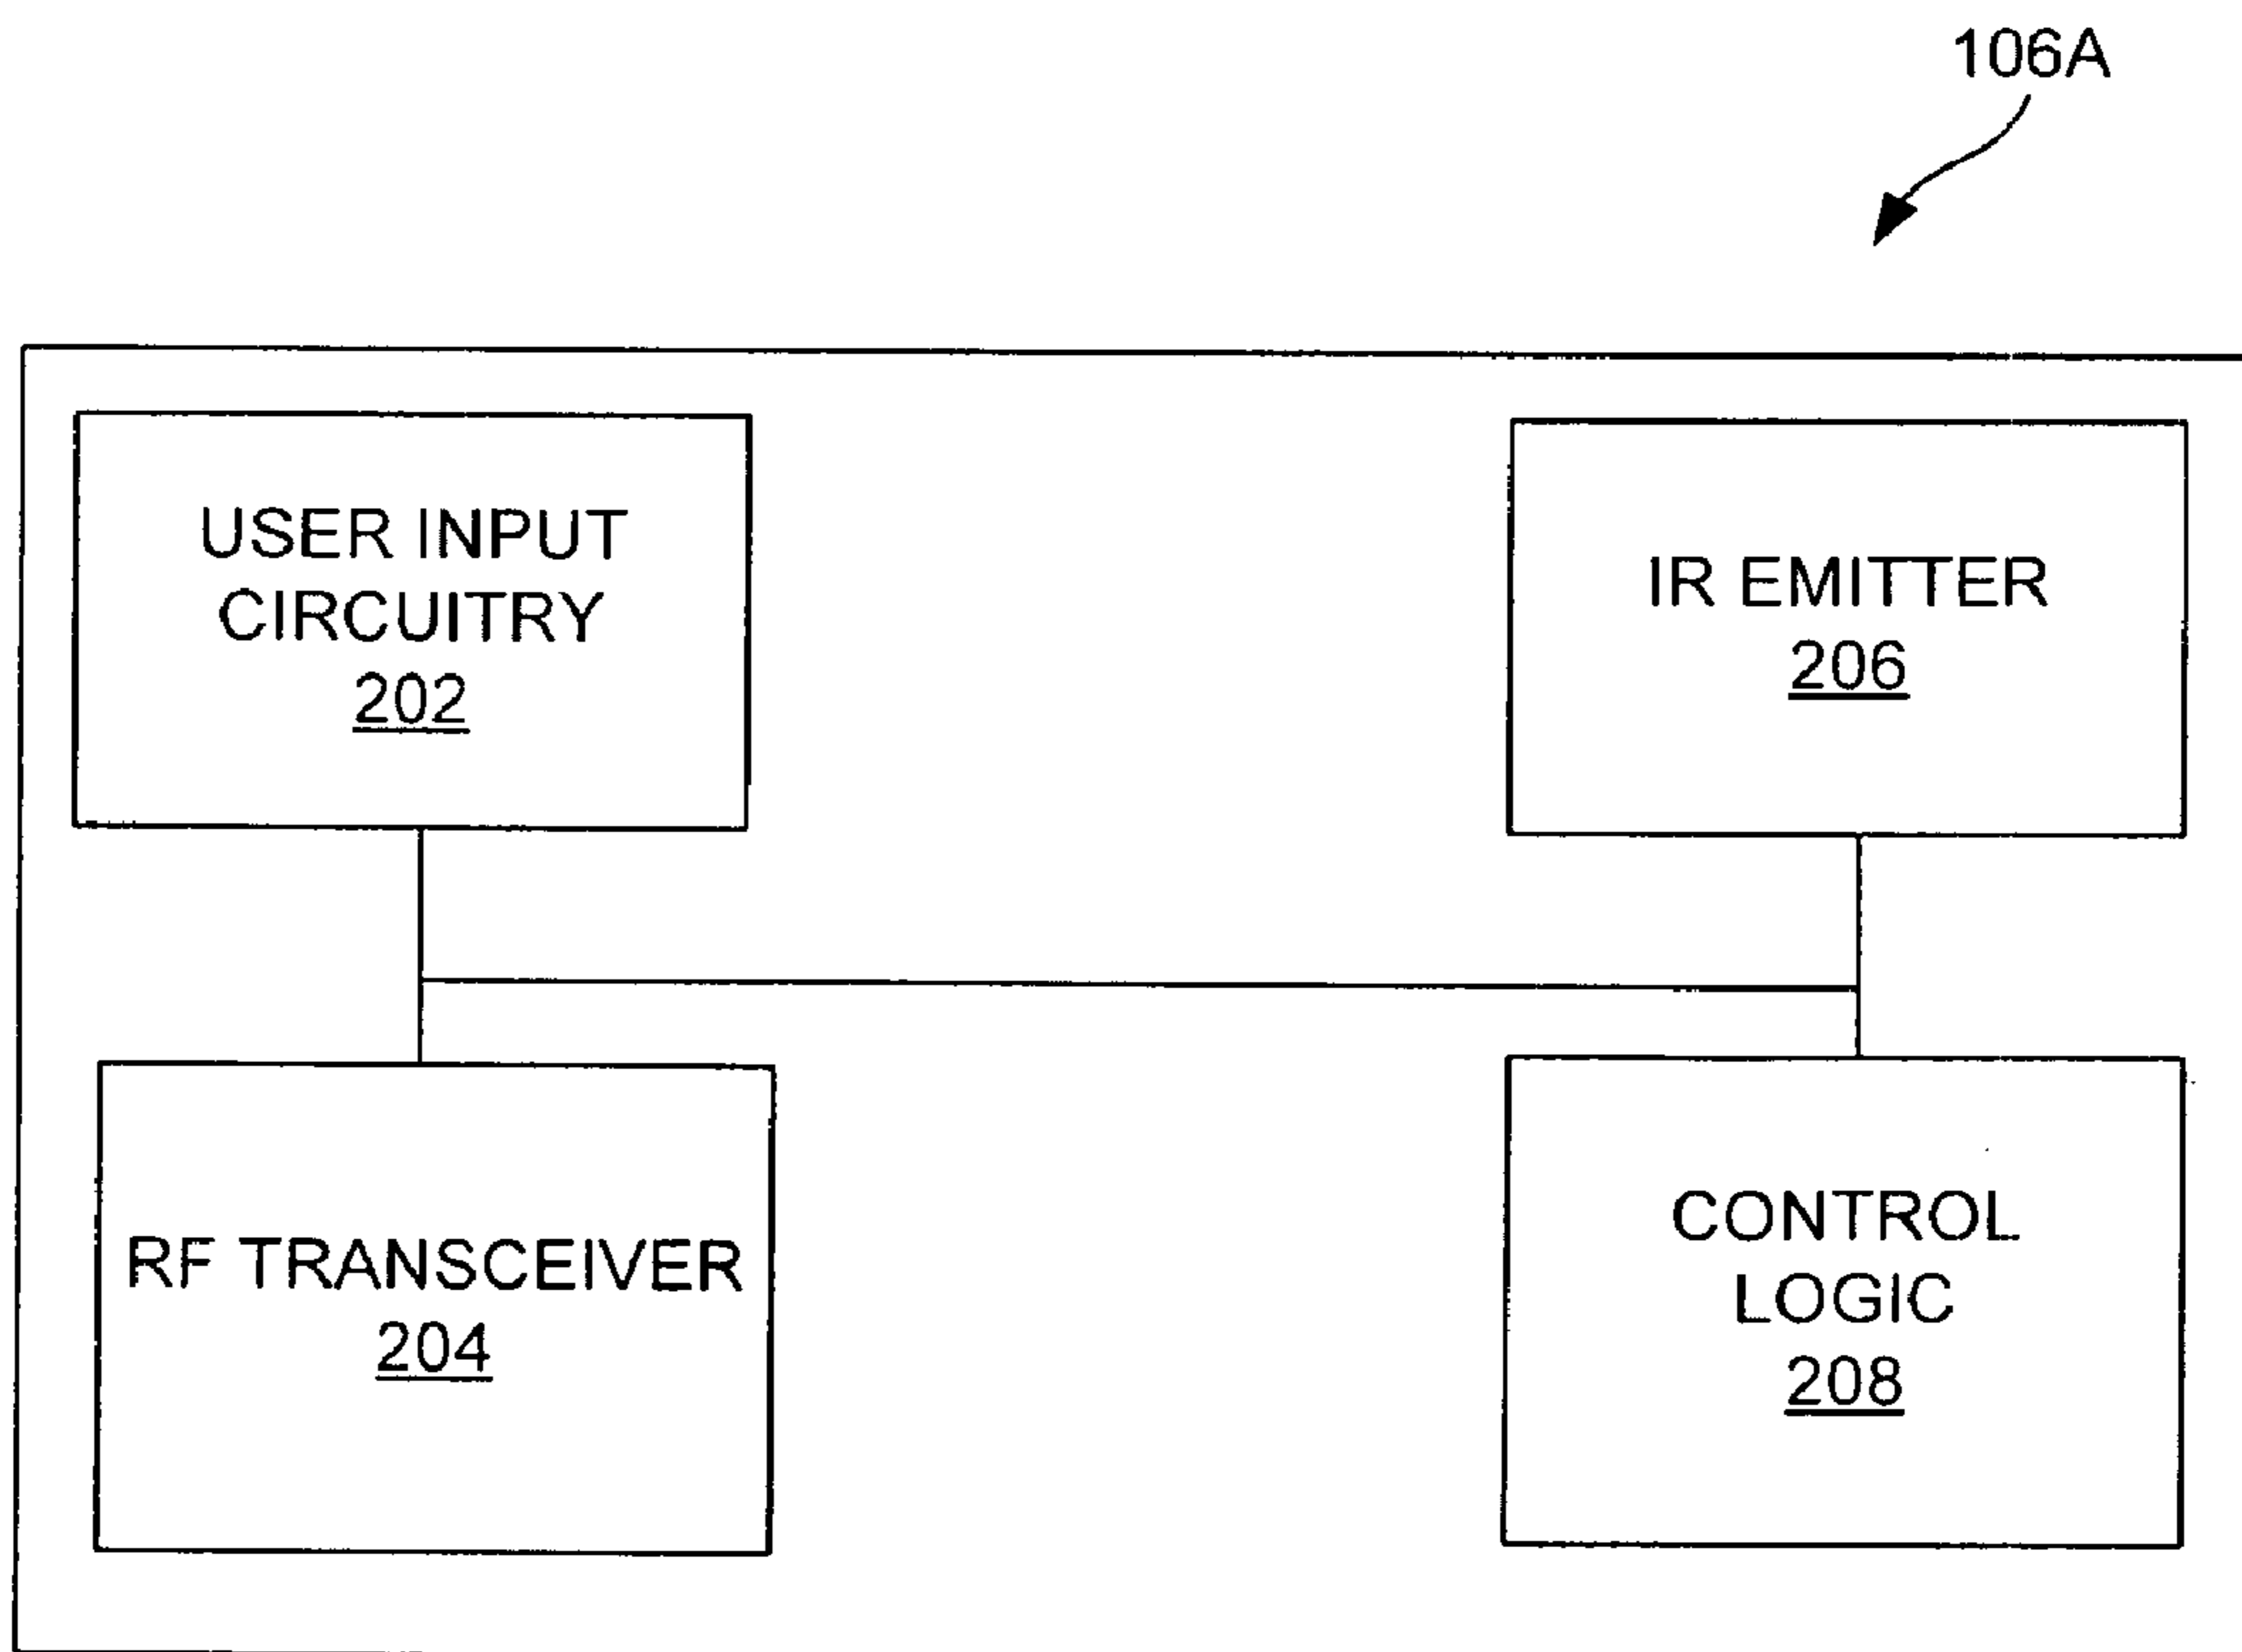 106A
USER INPUT
CIRCUITRY
202
IR EMITTER
206
RF TRANSCEIVER
204
CONTROL
LOGIC
208